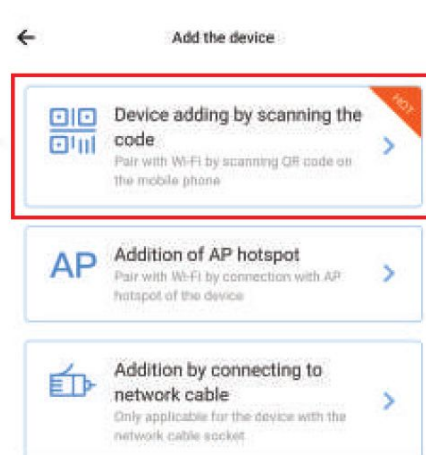 Add the device
HOT
Device adding by scanning the
code
Pair with Wi-Fi by scanning QR code on
the mobile phone
AP
Addition of AP hotspot
Pair with Wi-Fi by connection with AP
hotspot of the device
Addition by connecting to
network cable
Only applicable for the device with the
network cable socket